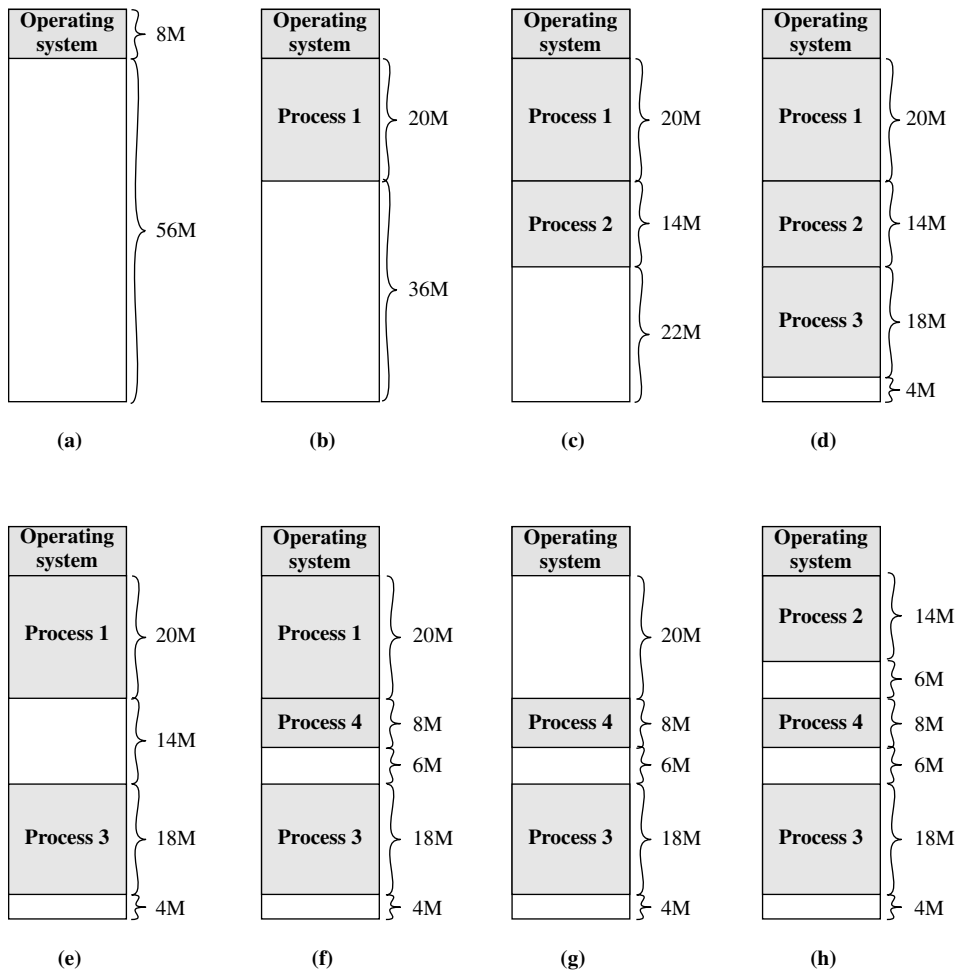 Operating
system
8M
56M
(a)
Operating
system
Process 1
20M
36M
(b)
Operating
system
Process 1
20M
Process 2
14M
22M
(c)
Operating
system
Process 1
20M
Process 2
14M
Process 3
18M
4M
(d)
Operating
system
Process 1
20M
14M
Process 3
18M
4M
(e)
Operating
system
Process 1
20M
Process 4
8M
6M
Process 3
18M
4M
(f)
Operating
system
20M
Process 4
8M
6M
Process 3
18M
4M
(g)
Operating
system
Process 2
14M
6M
Process 4
8M
6M
Process 3
18M
4M
(h)